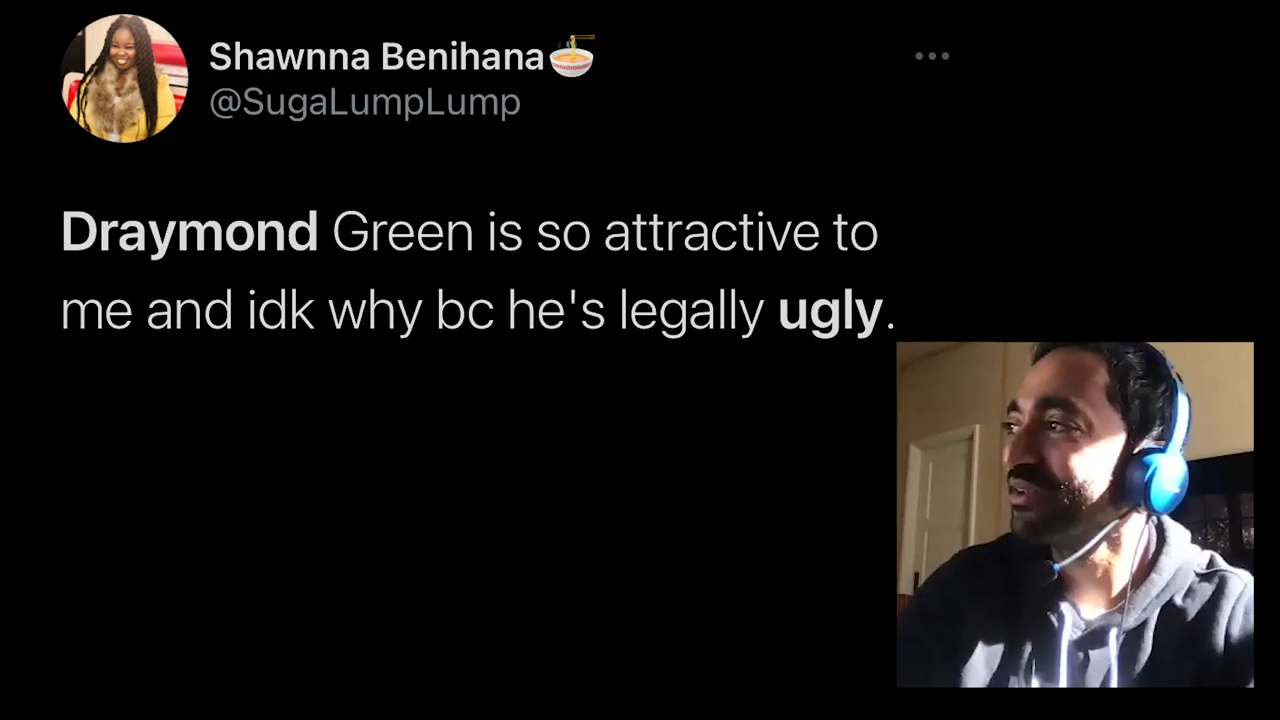 Shawnna Benihana🍜
@SugaLumpLump
Draymond Green is so attractive to
me and idk why bc he's legally ugly.